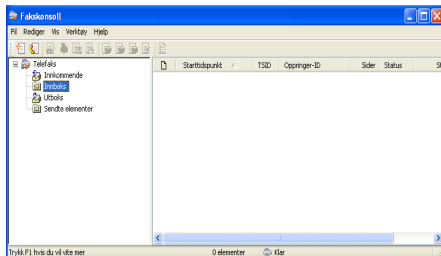 Fakskonsoll
Fil Rediger Vis Verktøy Hjelp
Telefaks
Innkommende
Innboks
Utboks
Sendte elementer
Starttidspunkt TSID Oppringer-ID Sider Status
Trykk F1 hvis du vil vite mer 0 elementer Klar